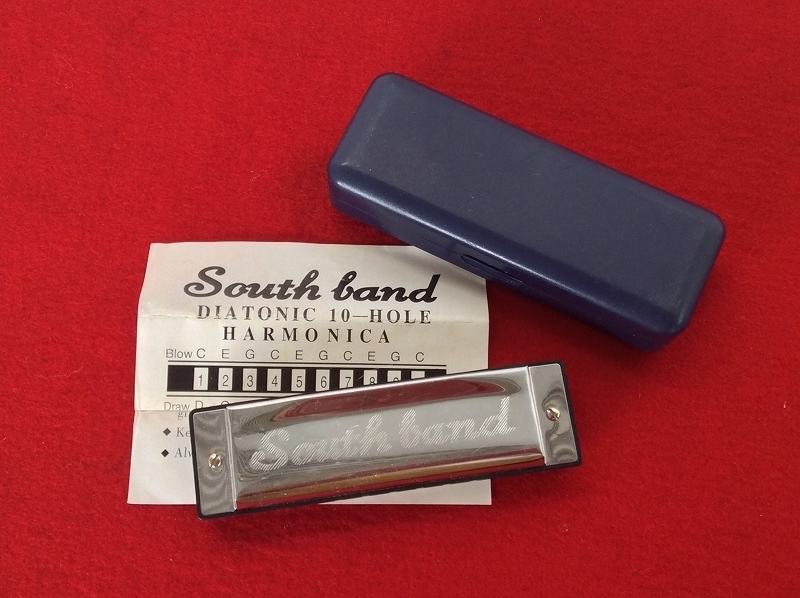 South band
DIATONIC 10—HOLE
HARMONICA
Blow C E G C E G C E G C
1 2 3 4 5 6 7 8
Draw D
South band